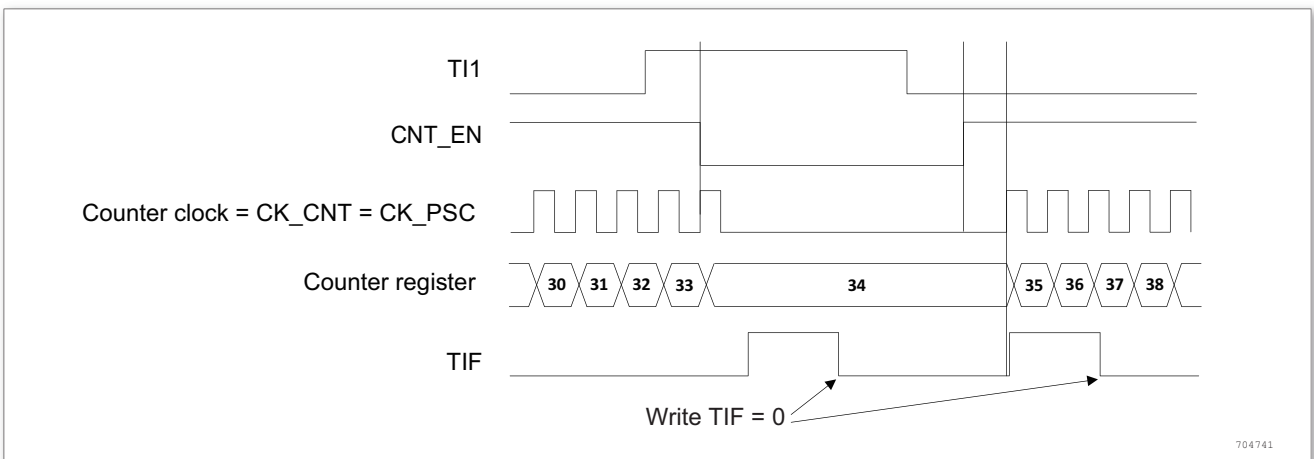 TI1
CNT_EN
Counter clock = CK_CNT = CK_PSC
Counter register
30 31 32 33 34 35 36 37 38
TIF
Write TIF = 0
704741